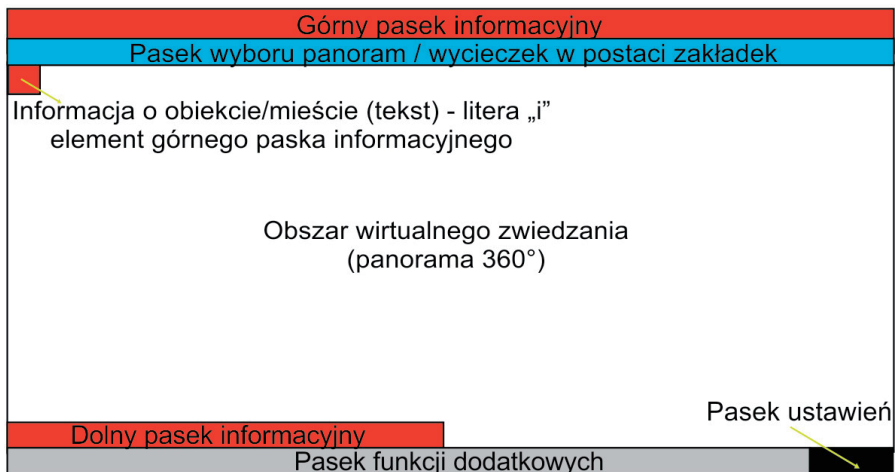 Górny pasek informacyjny
Pasek wyboru panoram / wycieczek w postaci zakładek
Informacja o obiekcie/mieście (tekst) - litera „i”
element górnego paska informacyjnego
Obszar wirtualnego zwiedzania
(panorama 360°)
Pasek ustawień
Dolny pasek informacyjny
Pasek funkcji dodatkowych